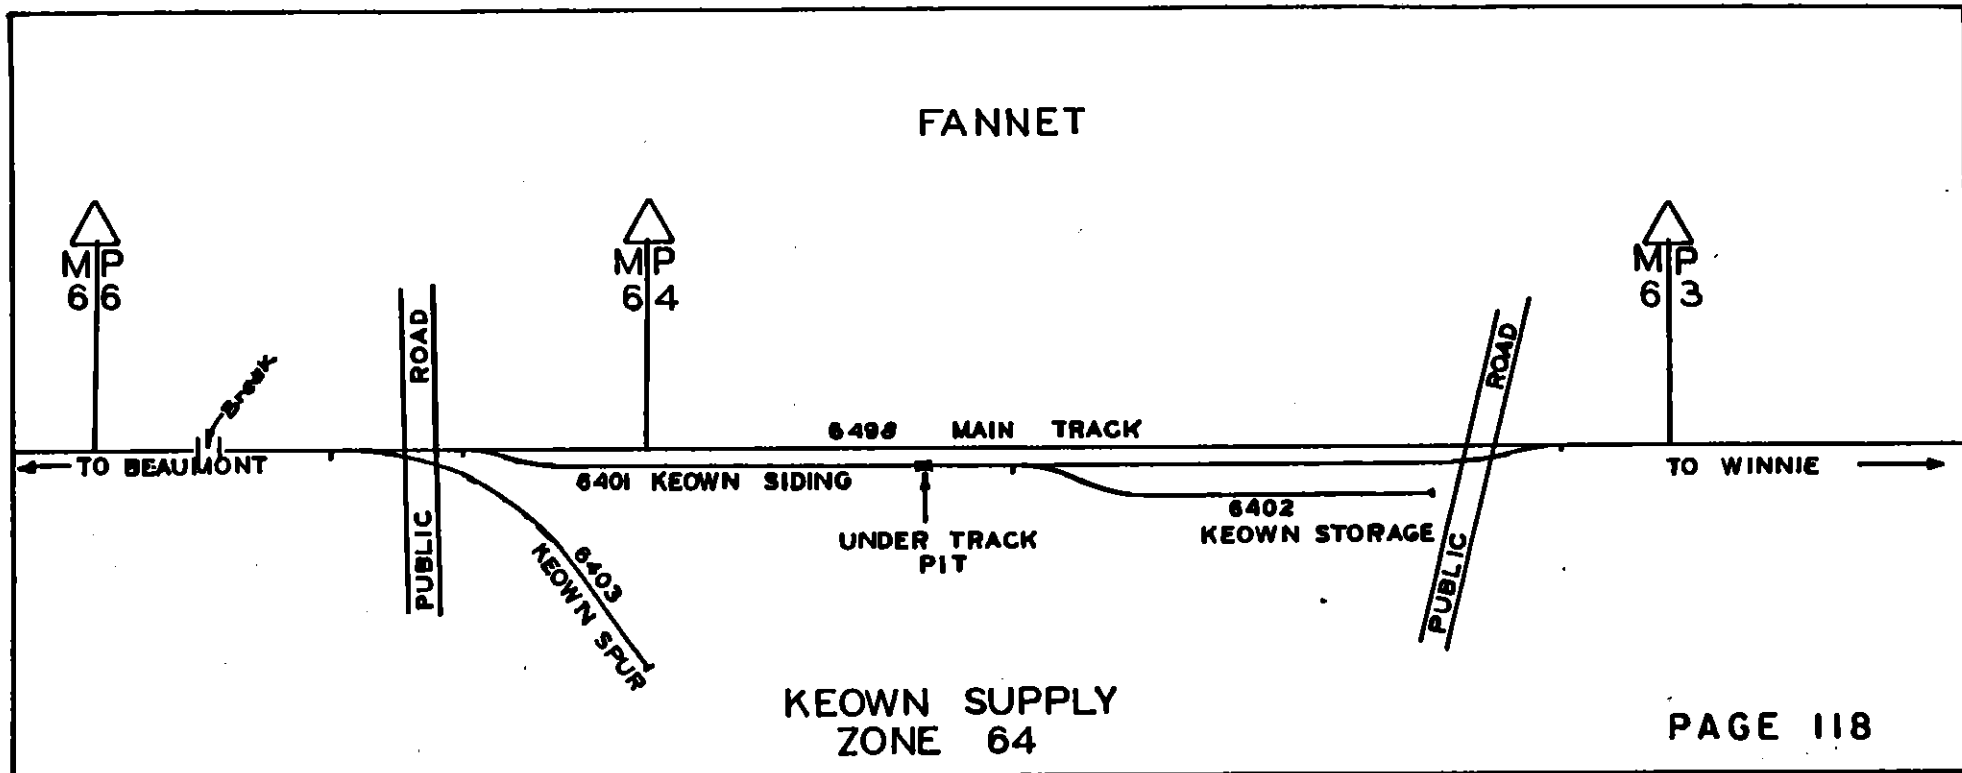 FANNET
MP
66
MP
64
MP
63
Break
PUBLIC ROAD
PUBLIC ROAD
6498 MAIN TRACK
TO BEAUMONT
TO WINNIE
6401 KEOWN SIDING
6402
KEOWN STORAGE
UNDER TRACK
PIT
6403
KEOWN SPUR
KEOWN SUPPLY
ZONE 64
PAGE 118